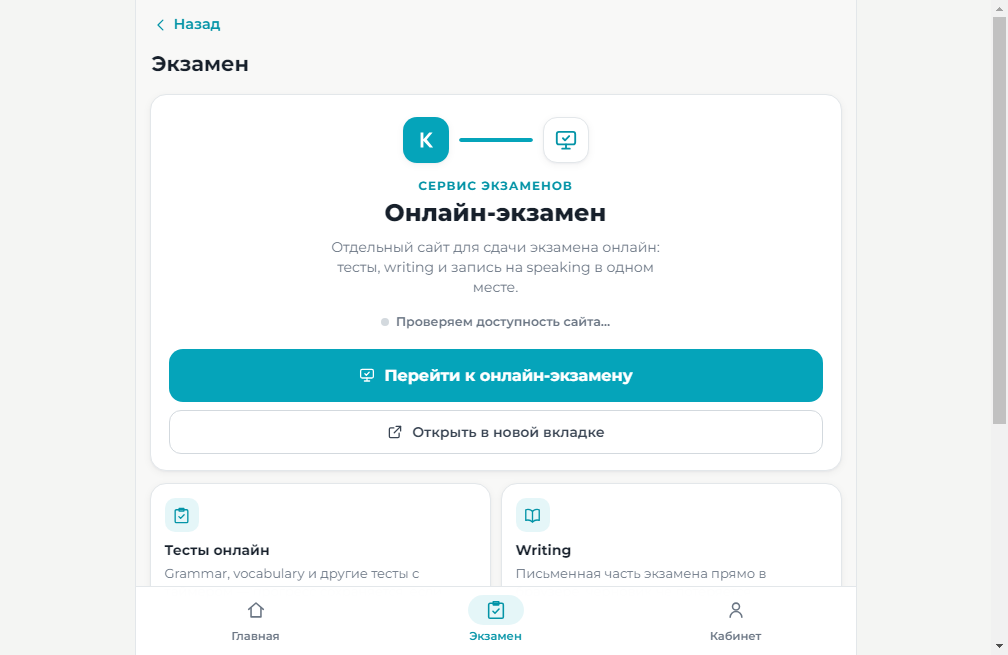 Назад
Экзамен
K
СЕРВИС ЭКЗАМЕНОВ
Онлайн-экзамен
Отдельный сайт для сдачи экзамена онлайн:
тесты, writing и запись на speaking в одном
месте.
Проверяем доступность сайта...
Перейти к онлайн-экзамену
Открыть в новой вкладке
Тесты онлайн
Grammar, vocabulary и другие тесты с
Writing
Письменная часть экзамена прямо в
Главная
Экзамен
Кабинет